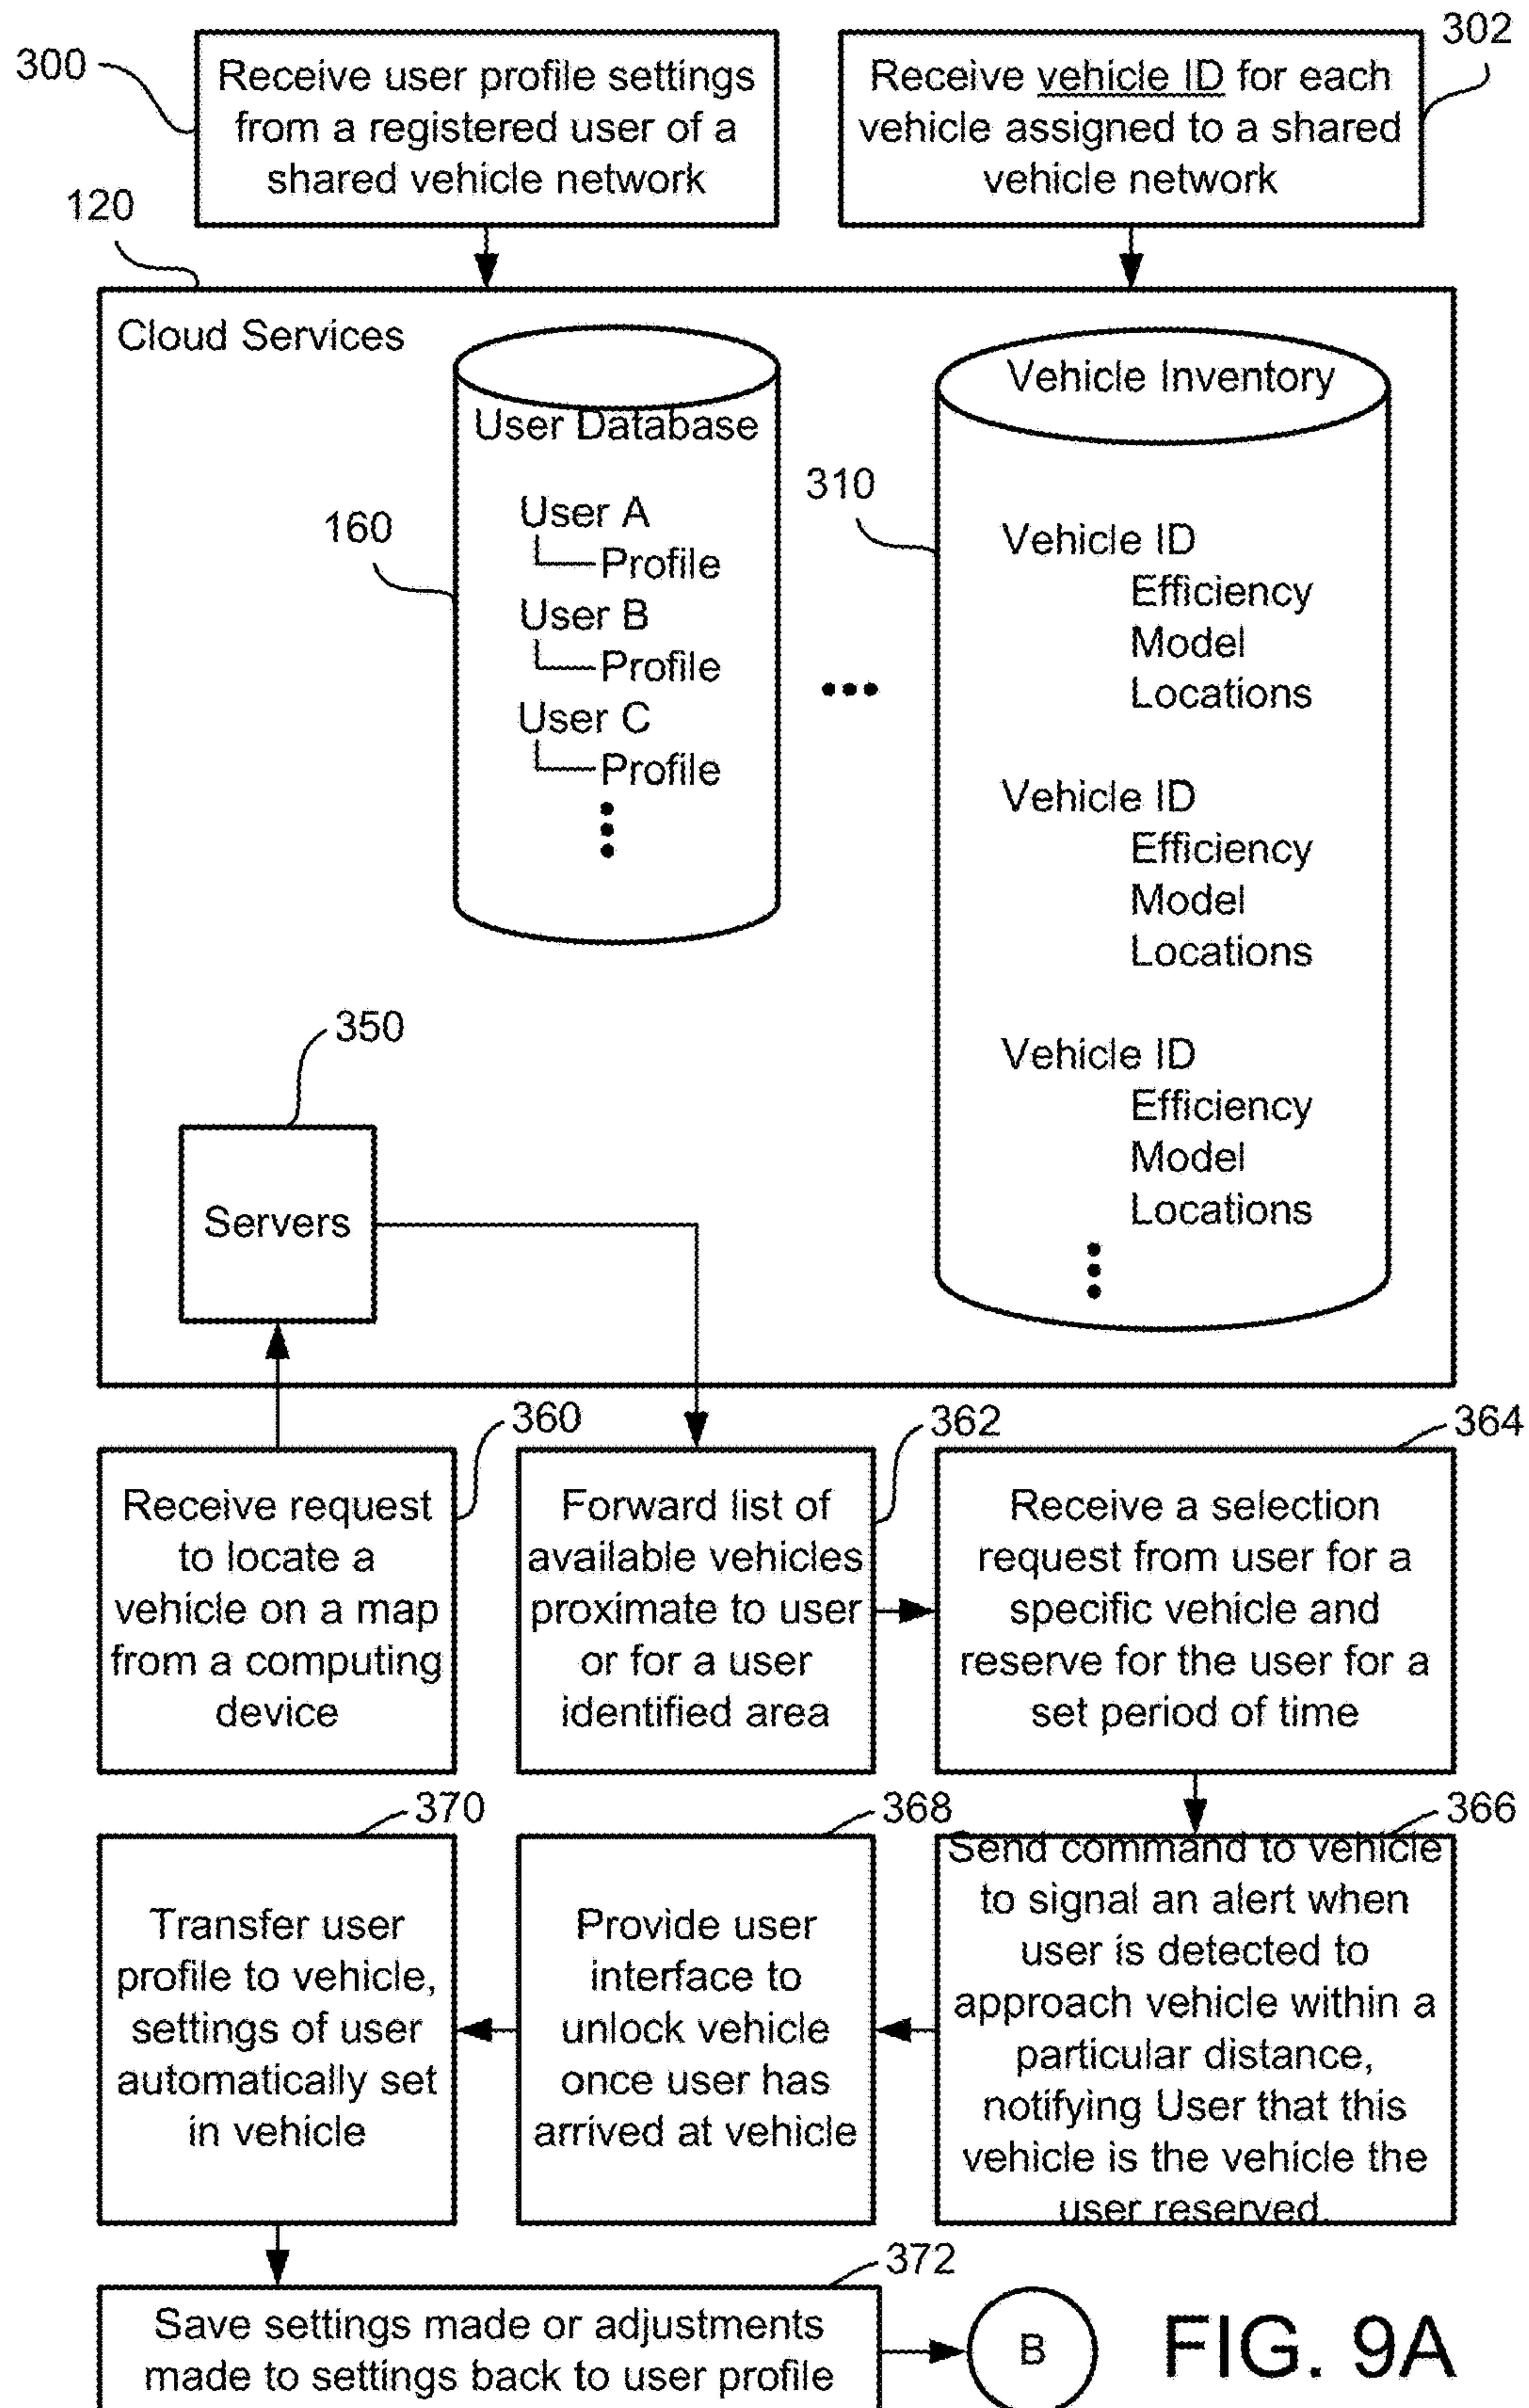 300
Receive user profile settings
from a registered user of a
shared vehicle network
302
Receive vehicle ID for each
vehicle assigned to a shared
vehicle network
120
Cloud Services
User Database
160
User A
Profile
User B
Profile
User C
Profile
Vehicle Inventory
310
Vehicle ID
Efficiency
Model
Locations
Vehicle ID
Efficiency
Model
Locations
Vehicle ID
Efficiency
Model
Locations
350
Servers
360
Receive request
to locate a
vehicle on a map
from a computing
device
362
Forward list of
available vehicles
proximate to user
or for a user
identified area
364
Receive a selection
request from user for a
specific vehicle and
reserve for the user for a
set period of time
366
Send command to vehicle
to signal an alert when
user is detected to
approach vehicle within a
particular distance,
notifying User that this
vehicle is the vehicle the
user reserved.
368
Provide user
interface to
unlock vehicle
once user has
arrived at vehicle
370
Transfer user
profile to vehicle,
settings of user
automatically set
in vehicle
372
Save settings made or adjustments
made to settings back to user profile
B
FIG. 9A